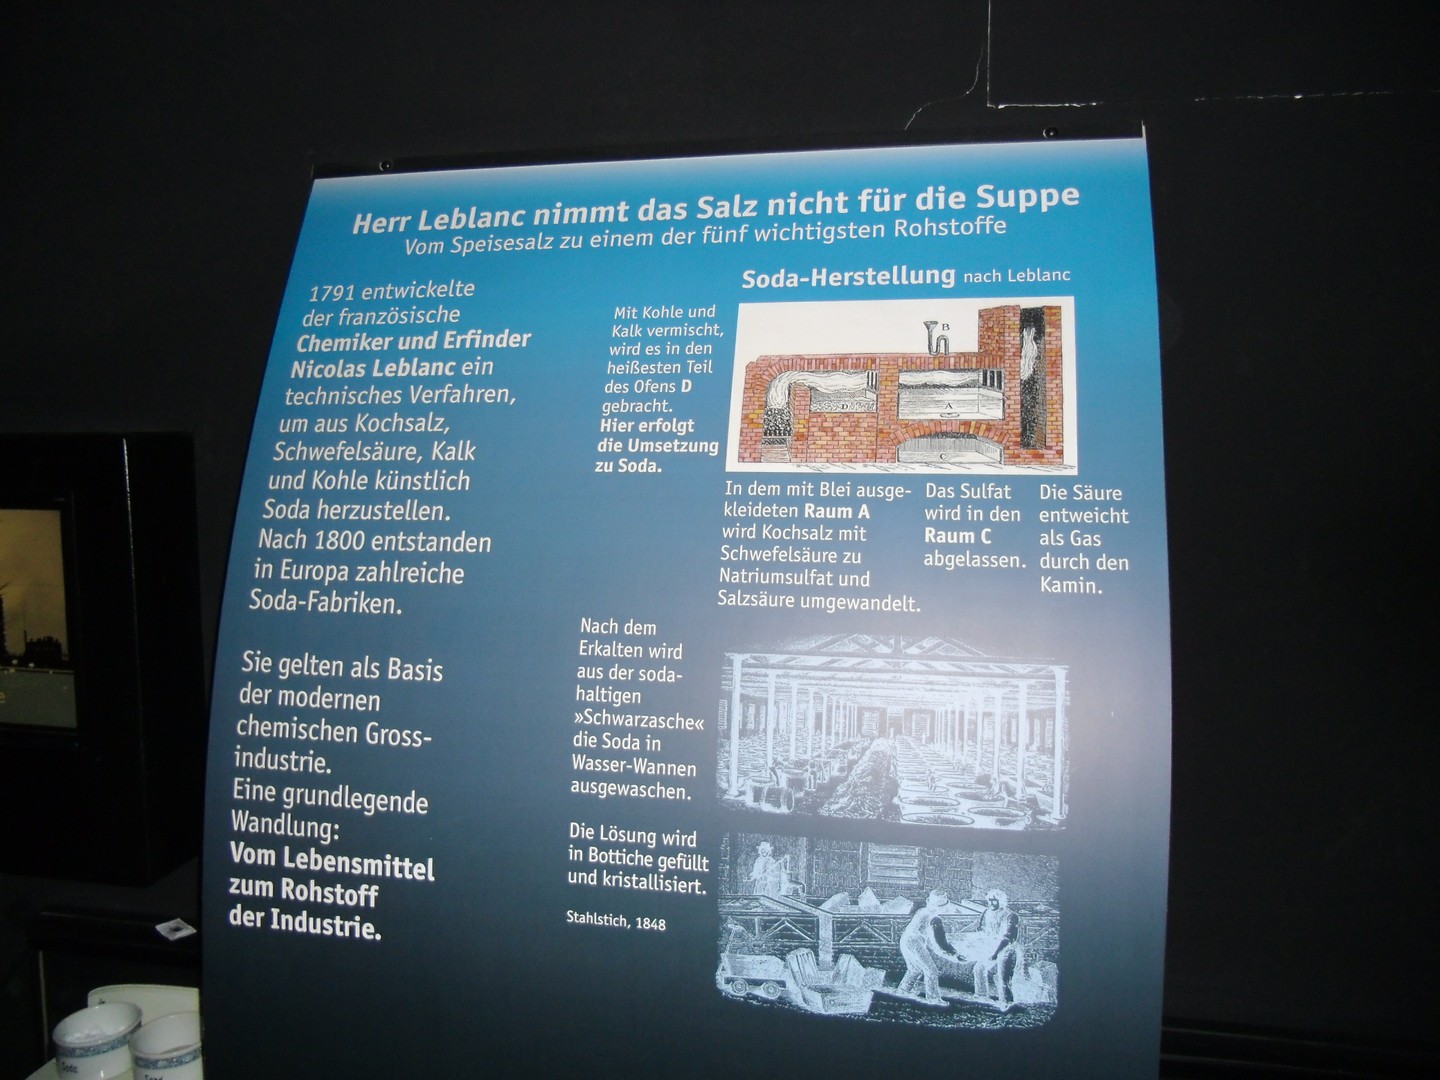 Herr Leblanc nimmt das Salz nicht für die Suppe
Vom Speisesalz zu einem der fünf wichtigsten Rohstoffe
1791 entwickelte
der französische
Chemiker und Erfinder
Nicolas Leblanc ein
technisches Verfahren,
um aus Kochsalz,
Schwefelsäure, Kalk
und Kohle künstlich
Soda herzustellen.
Nach 1800 entstanden
in Europa zahlreiche
Soda-Fabriken.
Sie gelten als Basis
der modernen
chemischen Gross-
industrie.
Eine grundlegende
Wandlung:
Vom Lebensmittel
zum Rohstoff
der Industrie.
Soda-Herstellung nach Leblanc
Mit Kohle und
Kalk vermischt,
wird es in den
heißesten Teil
des Ofens D
gebracht.
Hier erfolgt
die Umsetzung
zu Soda.
B
D
A
C
In dem mit Blei ausge-
kleideten Raum A
wird Kochsalz mit
Schwefelsäure zu
Natriumsulfat und
Salzsäure umgewandelt.
Das Sulfat
wird in den
Raum C
abgelassen.
Die Säure
entweicht
als Gas
durch den
Kamin.
Nach dem
Erkalten wird
aus der soda-
haltigen
»Schwarzasche«
die Soda in
Wasser-Wannen
ausgewaschen.
Die Lösung wird
in Bottiche gefüllt
und kristallisiert.
Stahlstich, 1848
Soda